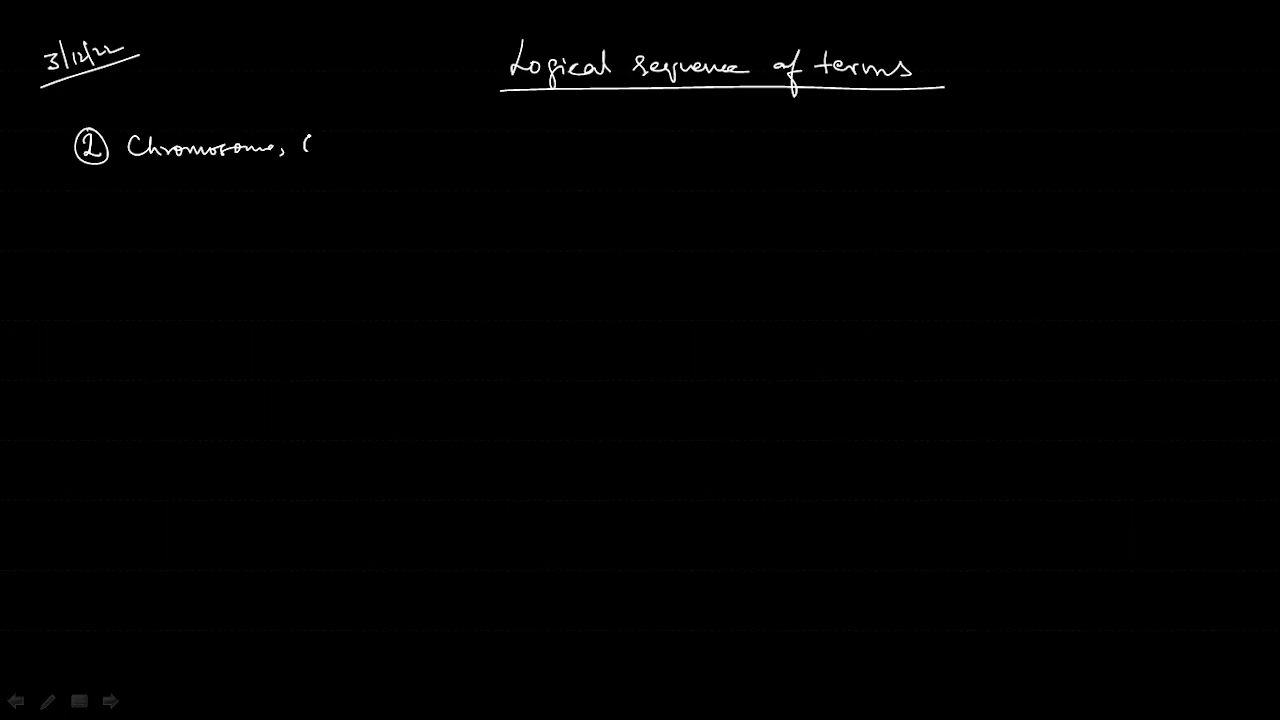 3/12/22
Logical sequence of terms
② Chromosome, (